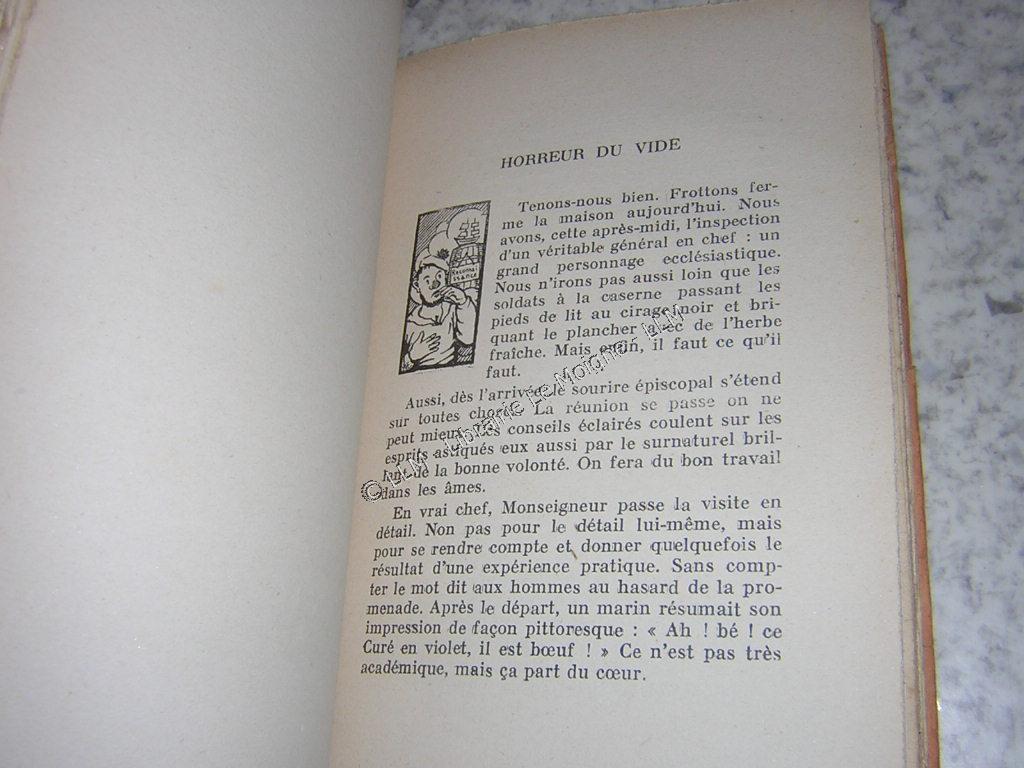 HORREUR DU VIDE
Tenons-nous bien. Frottons fer-
me la maison aujourd'hui. Nous
avons, cette après-midi, l'inspection
d'un véritable général en chef : un
grand personnage ecclésiastique.
Nous n'irons pas aussi loin que les
soldats à la caserne passant les
pieds de lit au cirage noir et bri-
quant le plancher avec de l'herbe
fraîche. Mais enfin, il faut ce qu'il
faut.
Aussi, dès l'arrivée, le sourire épiscopal s'étend
sur toutes choses. La réunion se passe on ne
peut mieux. Les conseils éclairés coulent sur les
esprits astiqués eux aussi par le surnaturel bril-
lant de la bonne volonté. On fera du bon travail
dans les âmes.
En vrai chef, Monseigneur passe la visite en
détail. Non pas pour le détail lui-même, mais
pour se rendre compte et donner quelquefois le
résultat d'une expérience pratique. Sans comp-
ter le mot dit aux hommes au hasard de la pro-
menade. Après le départ, un marin résumait son
impression de façon pittoresque : « Ah ! bé ! ce
Curé en violet, il est bœuf ! » Ce n'est pas très
académique, mais ça part du cœur.
Reconnai
ssance
© LLM Librairie Le Moignor LLM